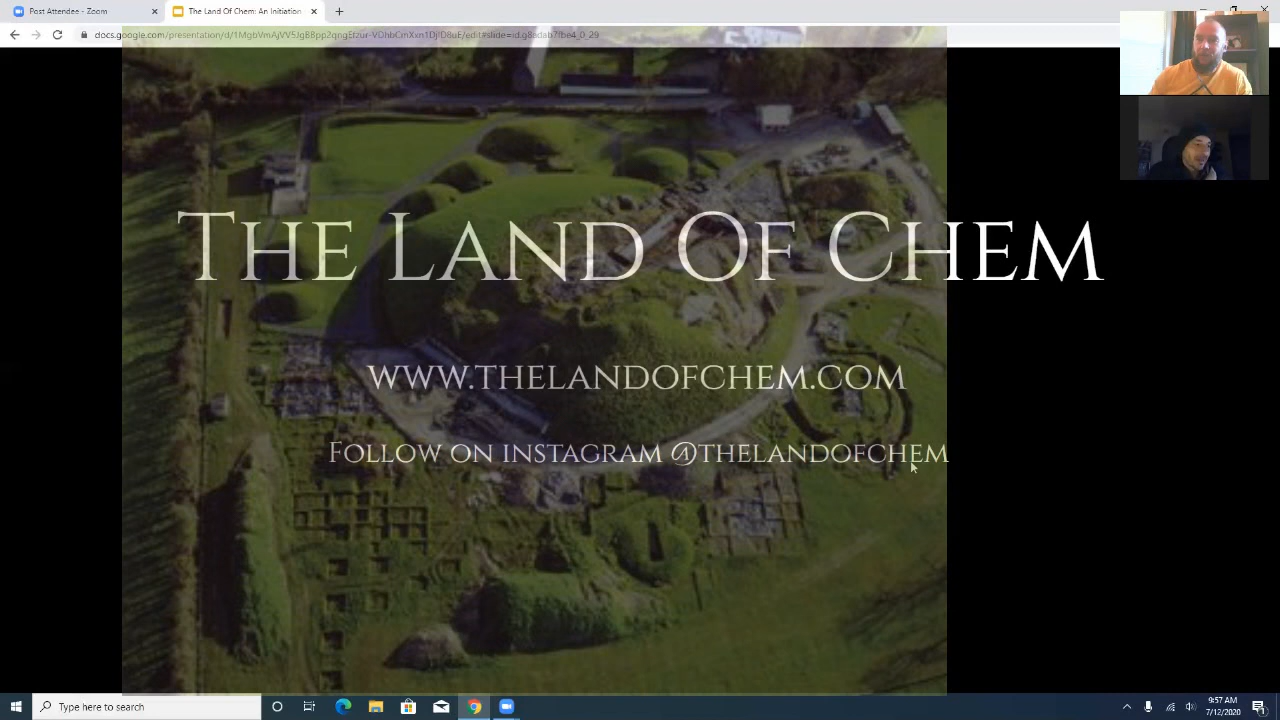 Post Attendee - Zoom
The Land Of Chem: An Initiation
THE LAND OF CHEM
WWW.THELANDOFCHEM.COM
FOLLOW ON INSTAGRAM @THELANDOFCHEM
Type here to search
9:57 AM
7/12/2020